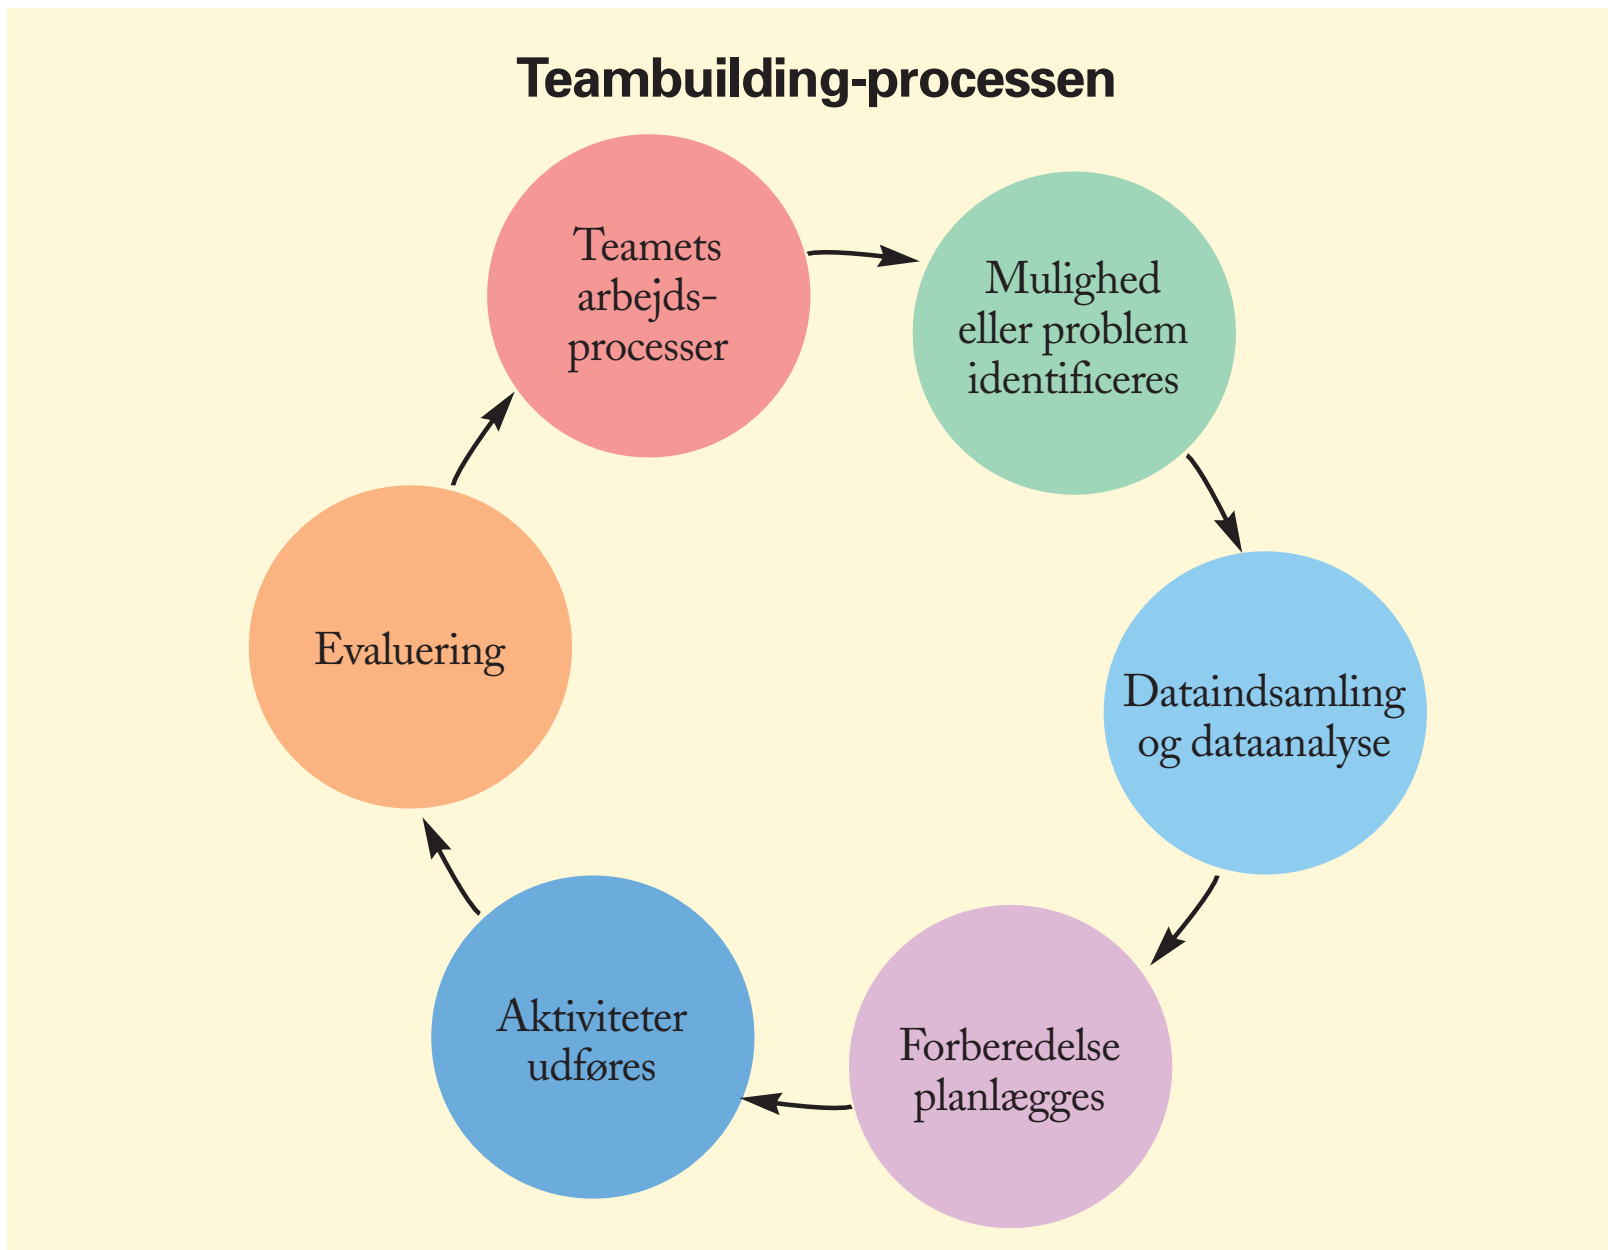 Teambuilding-processen
Teamets
arbejds-
processer
Mulighed
eller problem
identificeres
Dataindsamling
og dataanalyse
Forberedelse
planlægges
Aktiviteter
udføres
Evaluering